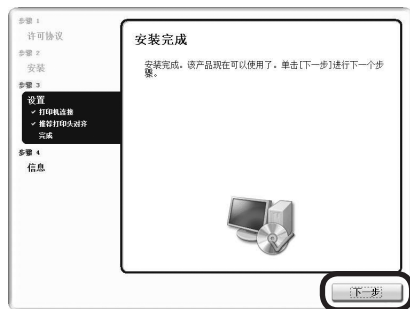 步骤 1
许可协议
步骤 2
安装
步骤 3
设置
✓ 打印机连接
✓ 推荐打印头对齐
完成
步骤 4
信息
安装完成
安装完成。该产品现在可以使用了。单击[下一步]进行下一个步
骤。
下一步